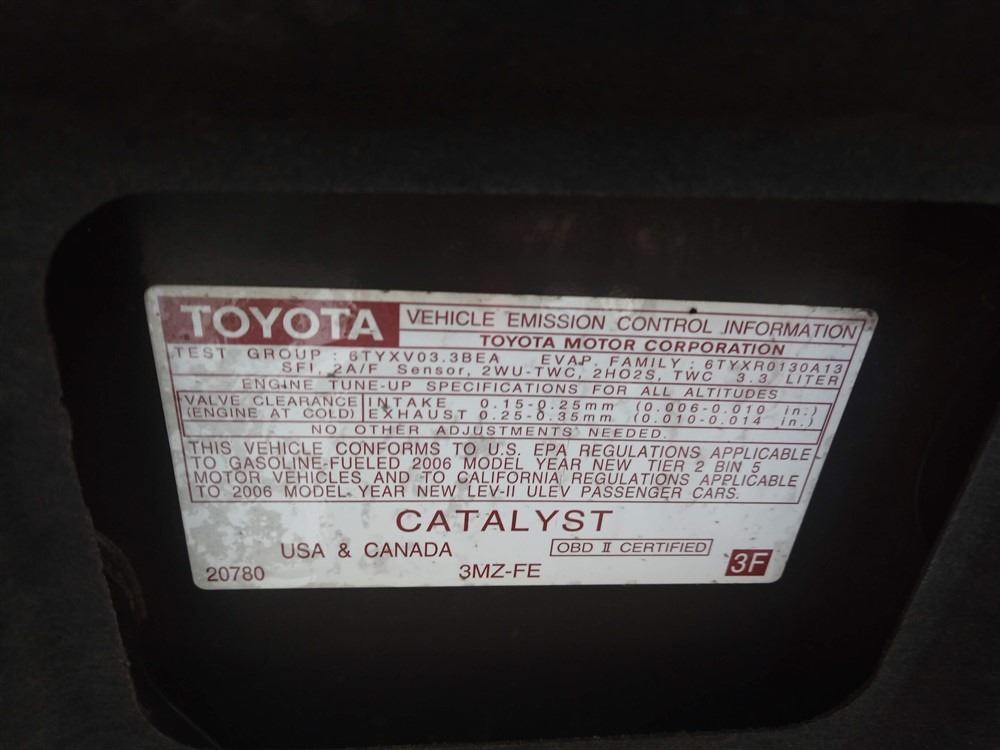 TOYOTA VEHICLE EMISSION CONTROL INFORMATION
TOYOTA MOTOR CORPORATION
TEST GROUP : 6TYXV03.3BEA EVAP. FAMILY : 6TYXR0130A13
SFI, 2A/F Sensor, 2WU-TWC, 2HO2S, TWC 3.3 LITER
ENGINE TUNE-UP SPECIFICATIONS FOR ALL ALTITUDES
VALVE CLEARANCE INTAKE 0.15-0.25mm (0.006-0.010 in.)
(ENGINE AT COLD) EXHAUST 0.25-0.35mm (0.010-0.014 in.)
NO OTHER ADJUSTMENTS NEEDED.
THIS VEHICLE CONFORMS TO U.S. EPA REGULATIONS APPLICABLE
TO GASOLINE-FUELED 2006 MODEL YEAR NEW TIER 2 BIN 5
MOTOR VEHICLES AND TO CALIFORNIA REGULATIONS APPLICABLE
TO 2006 MODEL YEAR NEW LEV-II ULEV PASSENGER CARS.
CATALYST
USA & CANADA OBD II CERTIFIED
20780 3MZ-FE 3F